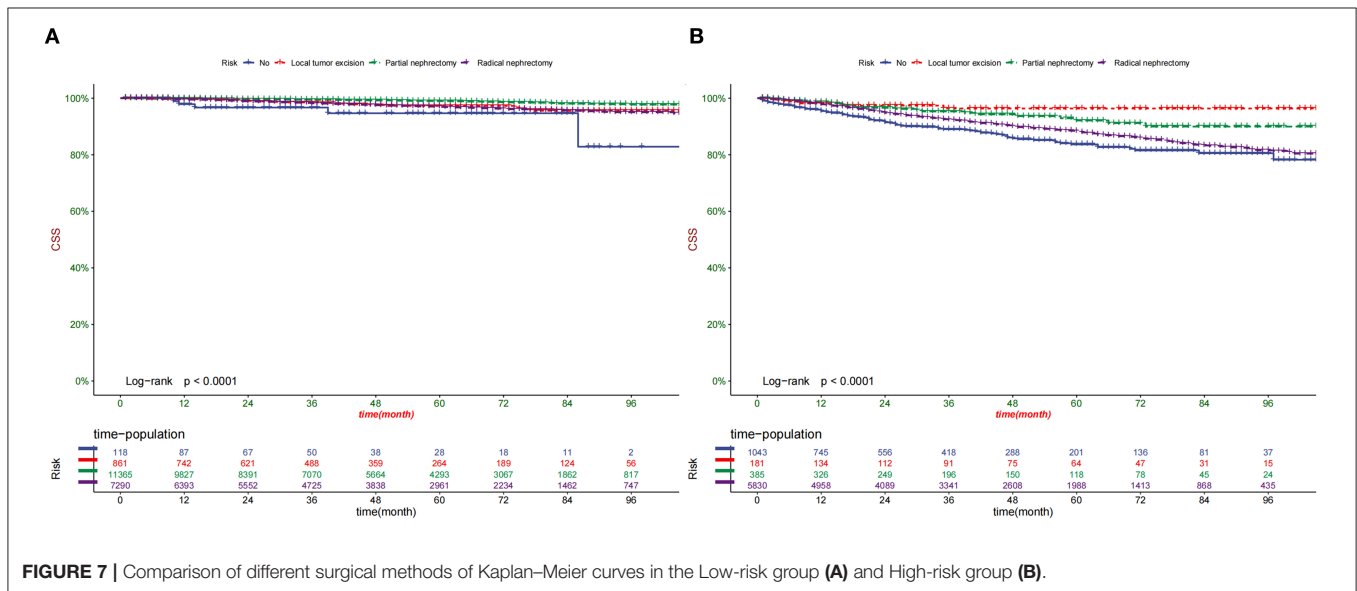 A
Risk No Local tumor excision Partial nephrectomy Radical nephrectomy
100%
80%
60%
40%
20%
0%
CSS
Log−rank p < 0.0001
0 12 24 36 48 60 72 84 96
time(month)
time−population
Risk
118 87 67 50 38 28 18 11 2
861 742 621 488 359 264 189 124 56
11365 9827 8391 7070 5664 4293 3067 1862 817
7290 6393 5552 4725 3838 2961 2234 1462 747
0 12 24 36 48 60 72 84 96
time(month)
B
Risk No Local tumor excision Partial nephrectomy Radical nephrectomy
100%
80%
60%
40%
20%
0%
CSS
Log−rank p < 0.0001
0 12 24 36 48 60 72 84 96
time(month)
time−population
Risk
1043 745 556 418 288 201 136 81 37
181 134 112 91 75 64 47 31 15
385 326 249 196 150 118 78 45 24
5830 4958 4089 3341 2608 1988 1413 868 435
0 12 24 36 48 60 72 84 96
time(month)
FIGURE 7 | Comparison of different surgical methods of Kaplan–Meier curves in the Low-risk group (A) and High-risk group (B).